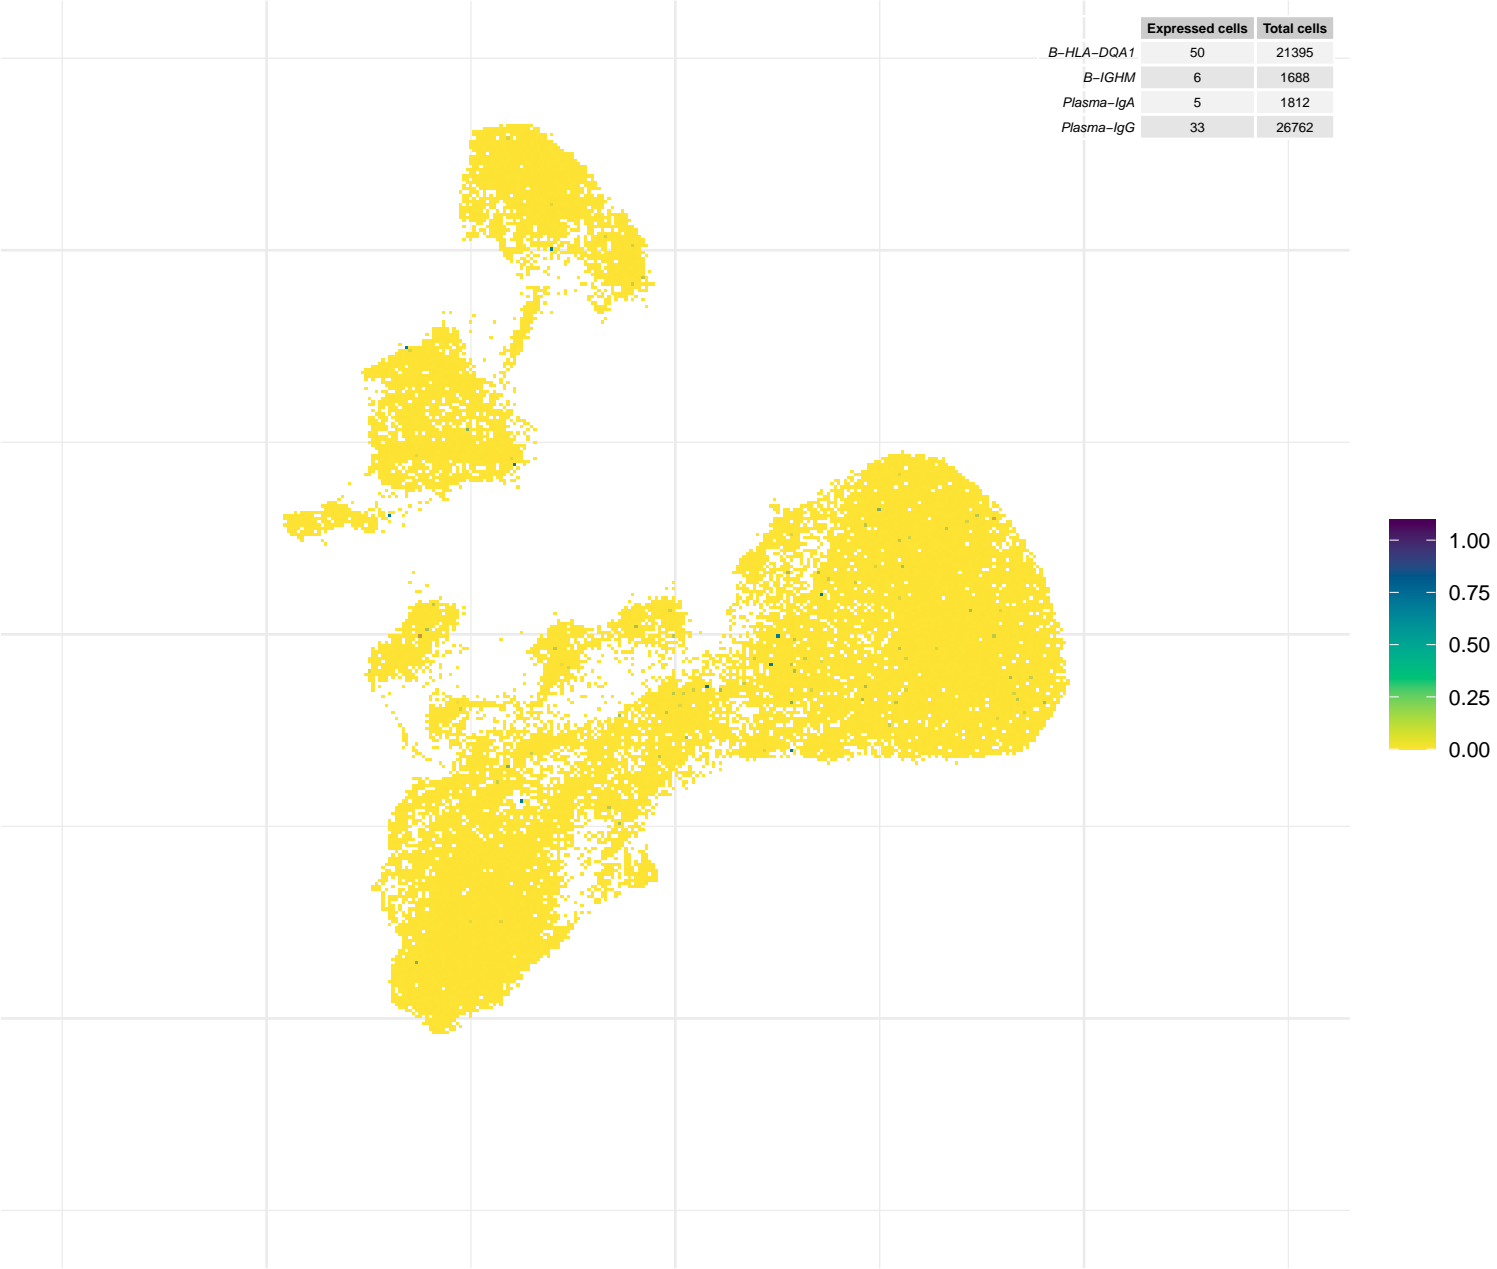 Expressed cells Total cells
B−HLA−DQA1 50 21395
B−IGHM 6 1688
Plasma−IgA 5 1812
Plasma−IgG 33 26762
1.00
0.75
0.50
0.25
0.00